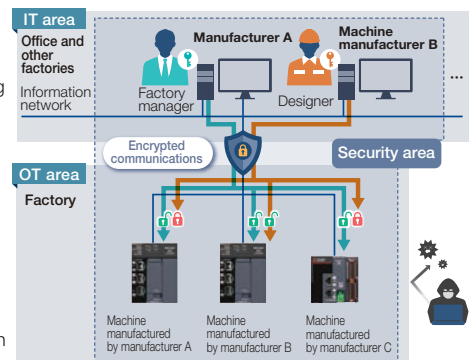 IT area
Office and
other
factories
Information
network
Manufacturer A
Factory
manager
Machine
manufacturer B
Designer
...
Encrypted
communications
Security area
OT area
Factory
Machine
manufactured
by manufacturer A
Machine
manufactured
by manufacturer B
Machine
manufactured
by manufacturer C